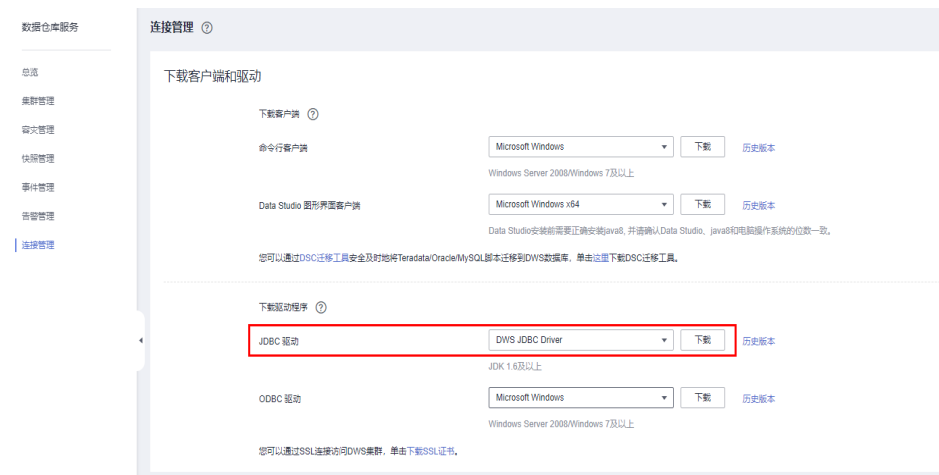 数据仓库服务
总览
集群管理
容灾管理
快照管理
事件管理
告警管理
连接管理
连接管理
下载客户端和驱动
下载客户端
命令行客户端 Microsoft Windows 下载 历史版本
Windows Server 2008/Windows 7及以上
Data Studio 图形界面客户端 Microsoft Windows x64 下载 历史版本
Data Studio安装前需要正确安装java8, 并请确认Data Studio、java8和电脑操作系统的位数一致。
您可以通过DSC迁移工具安全及时地将Teradata/Oracle/MySQL脚本迁移到DWS数据库，单击这里下载DSC迁移工具。
下载驱动程序
JDBC 驱动 DWS JDBC Driver 下载 历史版本
JDK 1.6及以上
ODBC 驱动 Microsoft Windows 下载 历史版本
Windows Server 2008/Windows 7及以上
您可以通过SSL连接访问DWS集群，单击下载SSL证书。